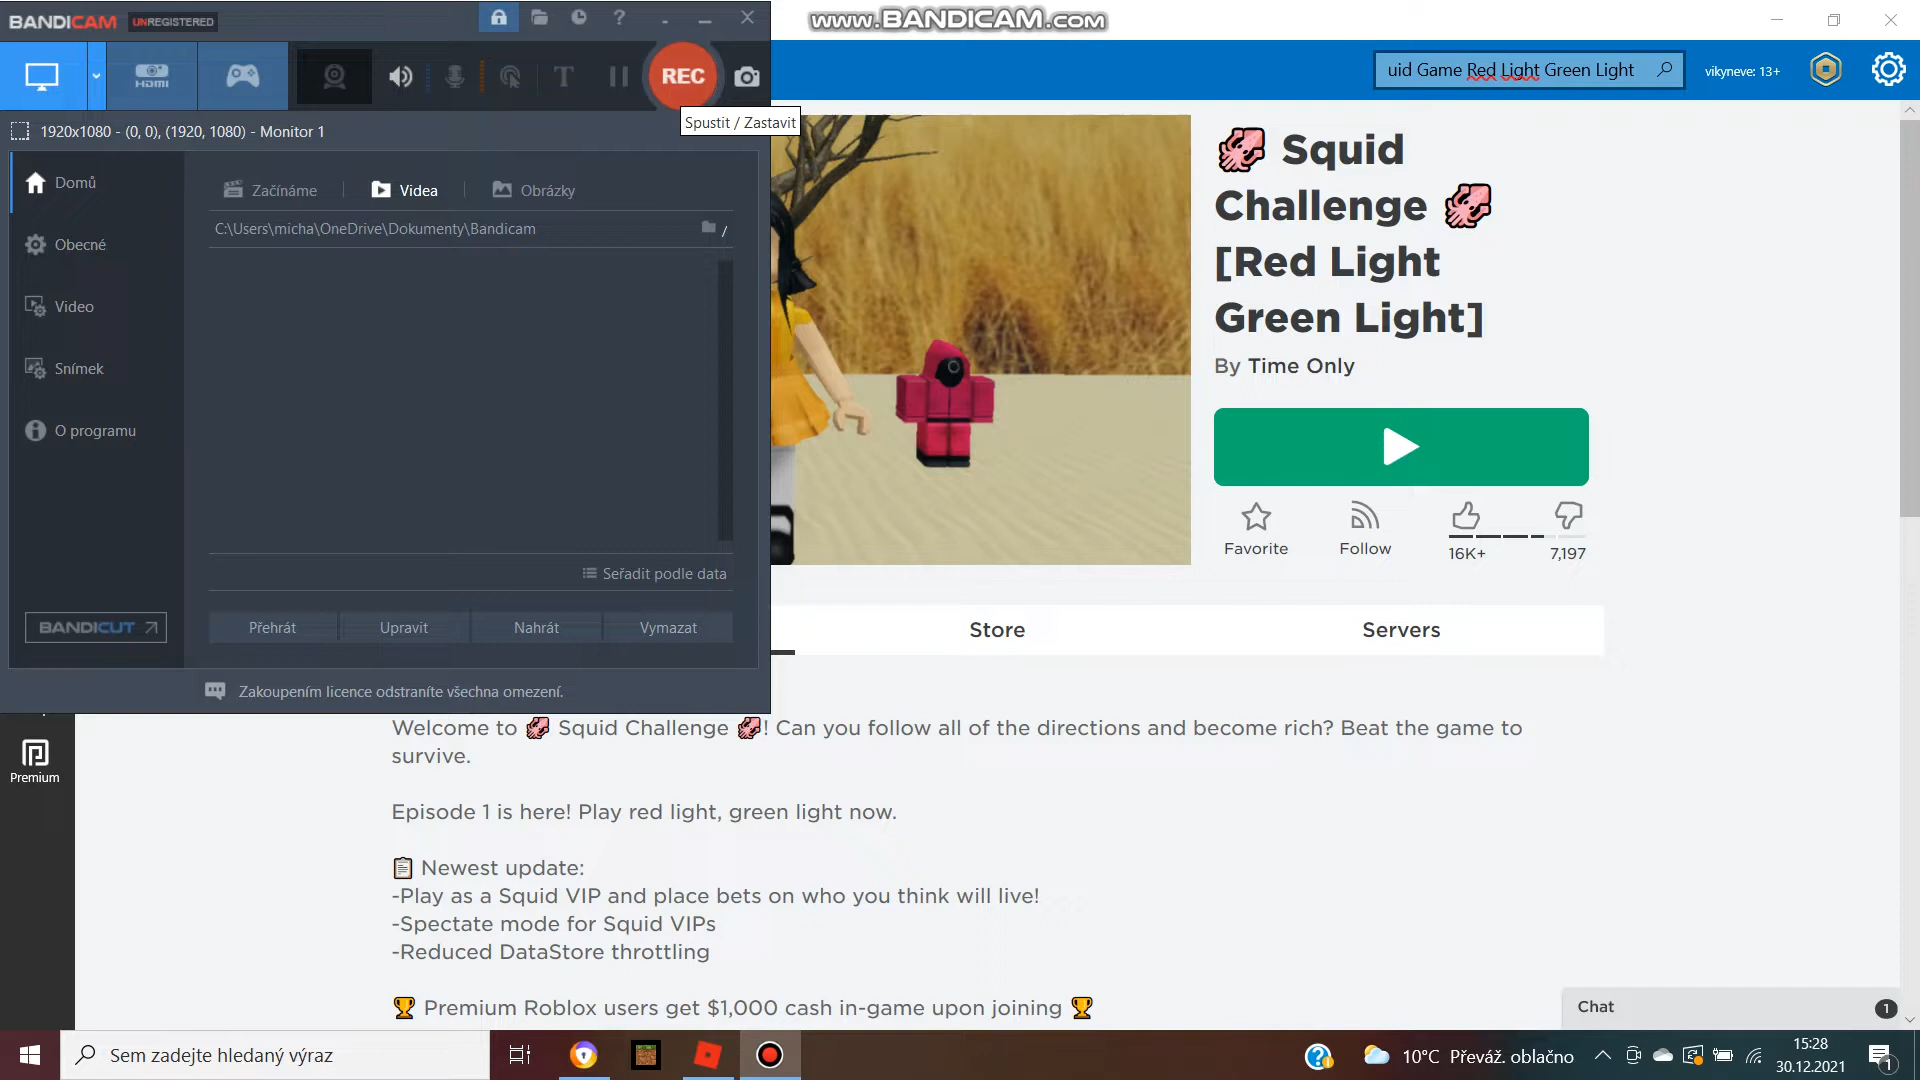 BANDICAM UNREGISTERED
www.BANDICAM.com
HDMI
REC
Spustit / Zastavit
1920x1080 - (0, 0), (1920, 1080) - Monitor 1
Domů
Obecné
Video
Snímek
O programu
BANDICUT
Začínáme
Videa
Obrázky
C:\Users\micha\OneDrive\Dokumenty\Bandicam
/
Seřadit podle data
Přehrát
Upravit
Nahrát
Vymazat
Zakoupením licence odstraníte všechna omezení.
uid Game Red Light Green Light
vikyneve: 13+
🦑 Squid
Challenge 🦑
[Red Light
Green Light]
By Time Only
Favorite
Follow
16K+
7,197
Store
Servers
Premium
Welcome to 🦑 Squid Challenge 🦑! Can you follow all of the directions and become rich? Beat the game to
survive.
Episode 1 is here! Play red light, green light now.
📋 Newest update:
-Play as a Squid VIP and place bets on who you think will live!
-Spectate mode for Squid VIPs
-Reduced DataStore throttling
🏆 Premium Roblox users get $1,000 cash in-game upon joining 🏆
Chat
1
Sem zadejte hledaný výraz
10°C Převáž. oblačno
15:28
30.12.2021
1